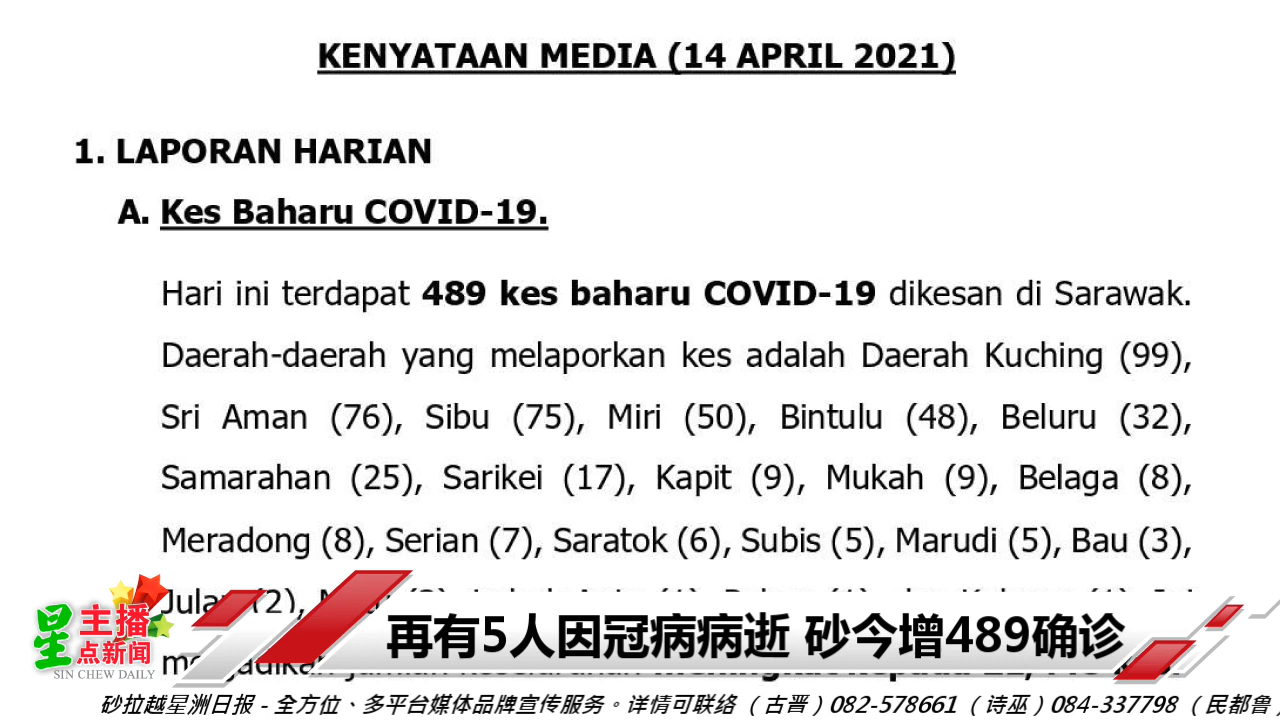 KENYATAAN MEDIA (14 APRIL 2021)
1. LAPORAN HARIAN
A. Kes Baharu COVID-19.
Hari ini terdapat 489 kes baharu COVID-19 dikesan di Sarawak.
Daerah-daerah yang melaporkan kes adalah Daerah Kuching (99),
Sri Aman (76), Sibu (75), Miri (50), Bintulu (48), Beluru (32),
Samarahan (25), Sarikei (17), Kapit (9), Mukah (9), Belaga (8),
Meradong (8), Serian (7), Saratok (6), Subis (5), Marudi (5), Bau (3),
(2),
星主播
点新闻
SIN CHEW DAILY
再有5人因冠病病逝 砂今增489确诊
砂拉越星洲日报 - 全方位、多平台媒体品牌宣传服务。详情可联络（古晋）082-578661（诗巫）084-337798（民都鲁）